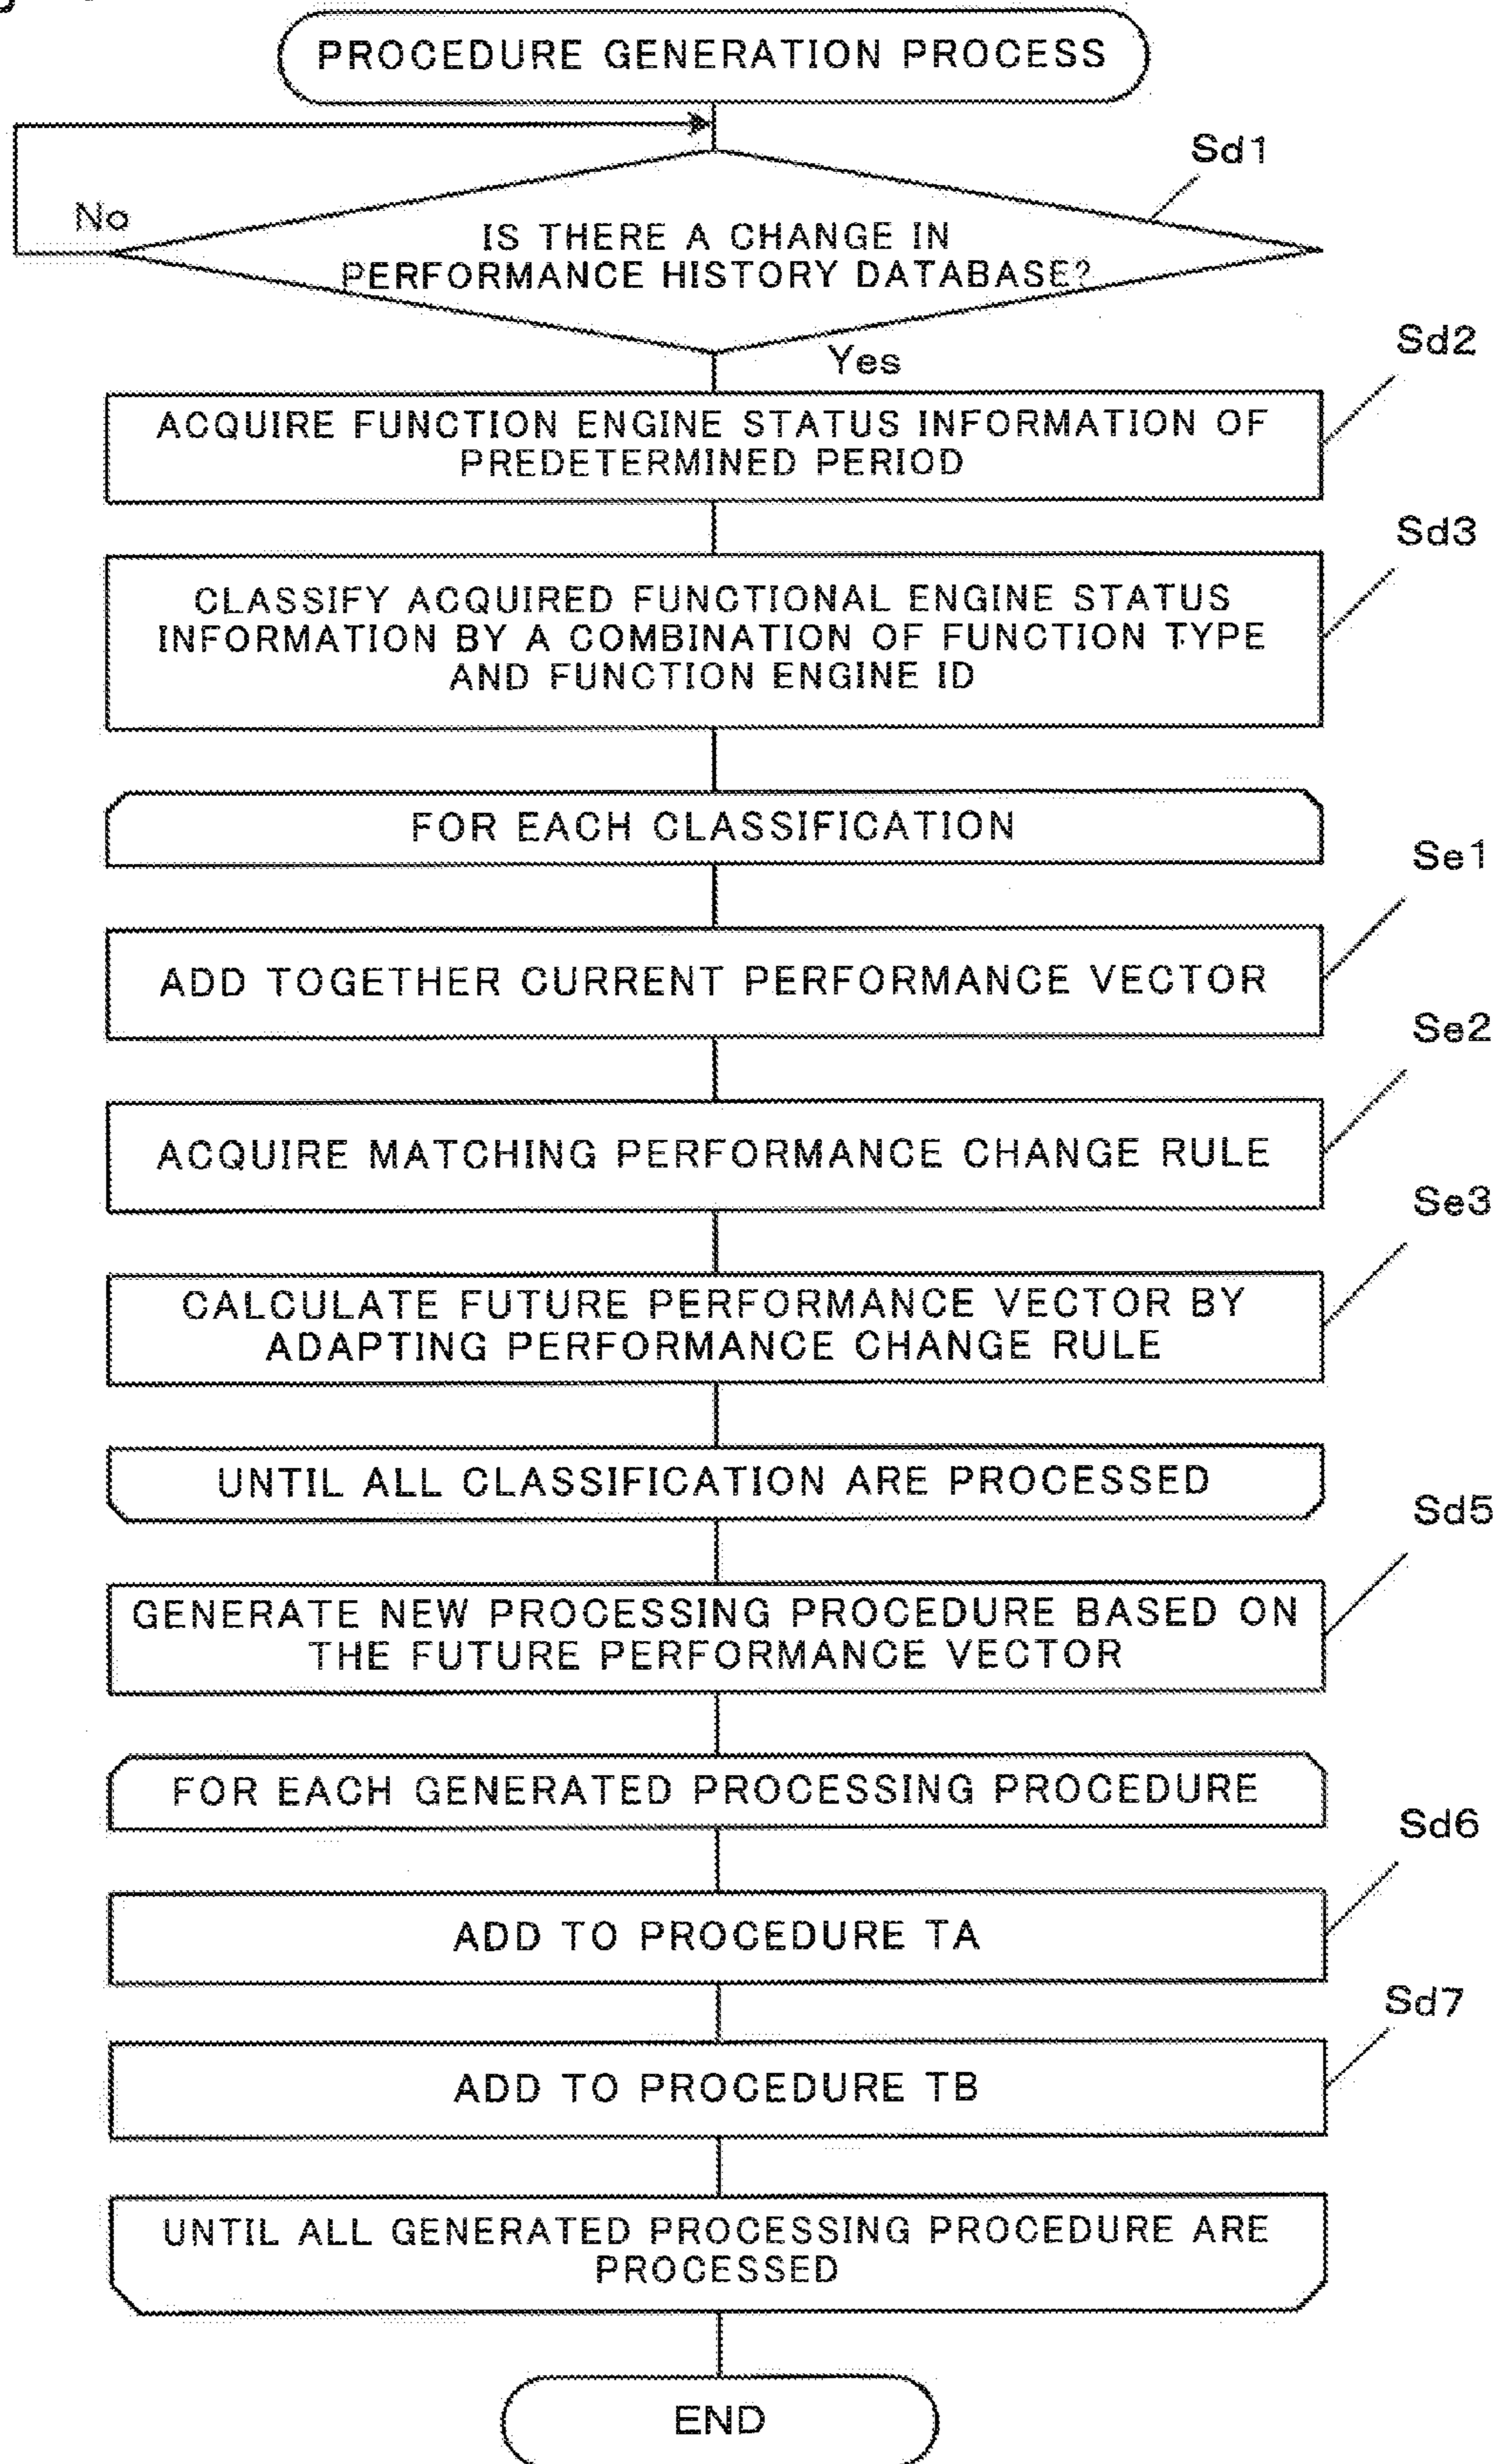 PROCEDURE GENERATION PROCESS
Sd1
No
IS THERE A CHANGE IN
PERFORMANCE HISTORY DATABASE?
Yes
Sd2
ACQUIRE FUNCTION ENGINE STATUS INFORMATION OF
PREDETERMINED PERIOD
Sd3
CLASSIFY ACQUIRED FUNCTIONAL ENGINE STATUS
INFORMATION BY A COMBINATION OF FUNCTION TYPE
AND FUNCTION ENGINE ID
FOR EACH CLASSIFICATION
Se1
ADD TOGETHER CURRENT PERFORMANCE VECTOR
Se2
ACQUIRE MATCHING PERFORMANCE CHANGE RULE
Se3
CALCULATE FUTURE PERFORMANCE VECTOR BY
ADAPTING PERFORMANCE CHANGE RULE
UNTIL ALL CLASSIFICATION ARE PROCESSED
Sd5
GENERATE NEW PROCESSING PROCEDURE BASED ON
THE FUTURE PERFORMANCE VECTOR
FOR EACH GENERATED PROCESSING PROCEDURE
Sd6
ADD TO PROCEDURE TA
Sd7
ADD TO PROCEDURE TB
UNTIL ALL GENERATED PROCESSING PROCEDURE ARE
PROCESSED
END